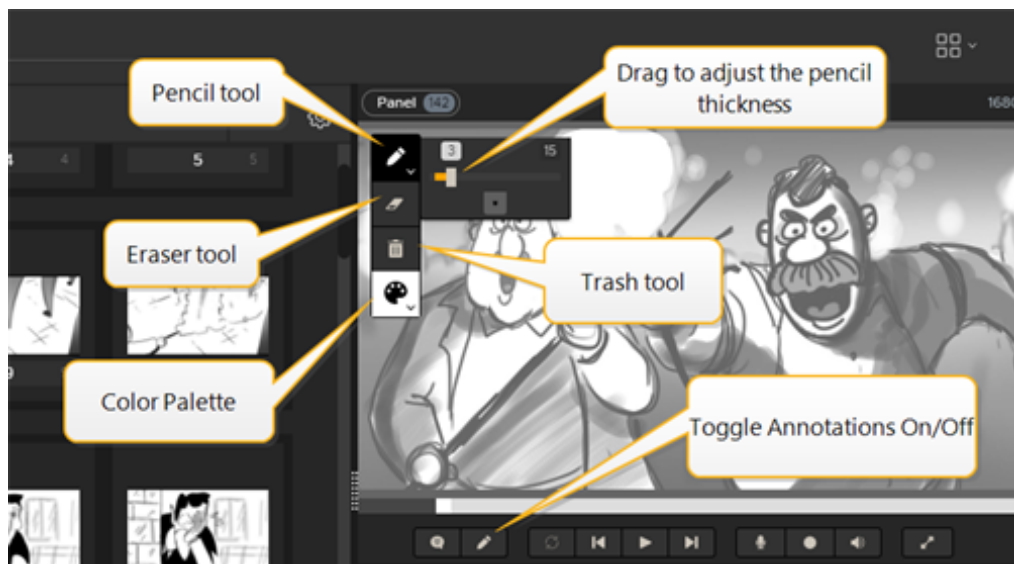 Pencil tool
Drag to adjust the pencil
thickness
Panel 142
1680
4 4
5 5
3 15
Eraser tool
Trash tool
Color Palette
9
Toggle Annotations On/Off